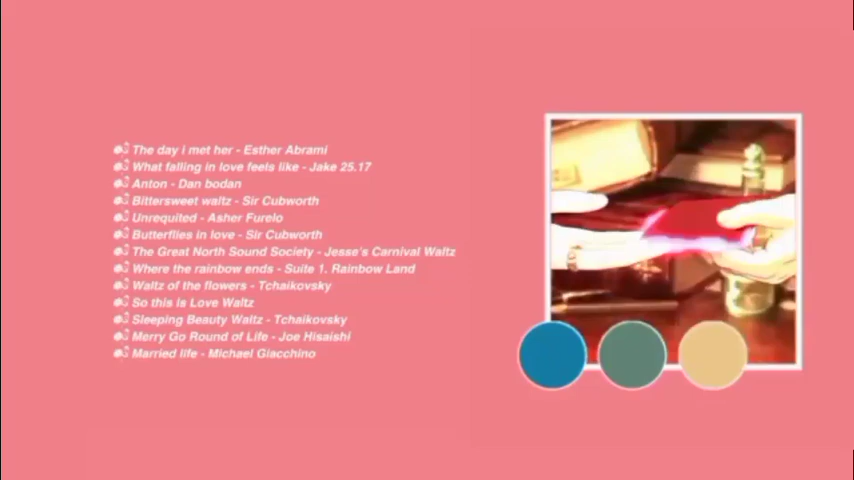 The day i met her - Esther Abrami
What falling in love feels like - Jake 25.17
Anton - Dan bodan
Bittersweet waltz - Sir Cubworth
Unrequited - Asher Furelo
Butterflies in love - Sir Cubworth
The Great North Sound Society - Jesse's Carnival Waltz
Where the rainbow ends - Suite 1. Rainbow Land
Waltz of the flowers - Tchaikovsky
So this is Love Waltz
Sleeping Beauty Waltz - Tchaikovsky
Merry Go Round of Life - Joe Hisaishi
Married life - Michael Giacchino